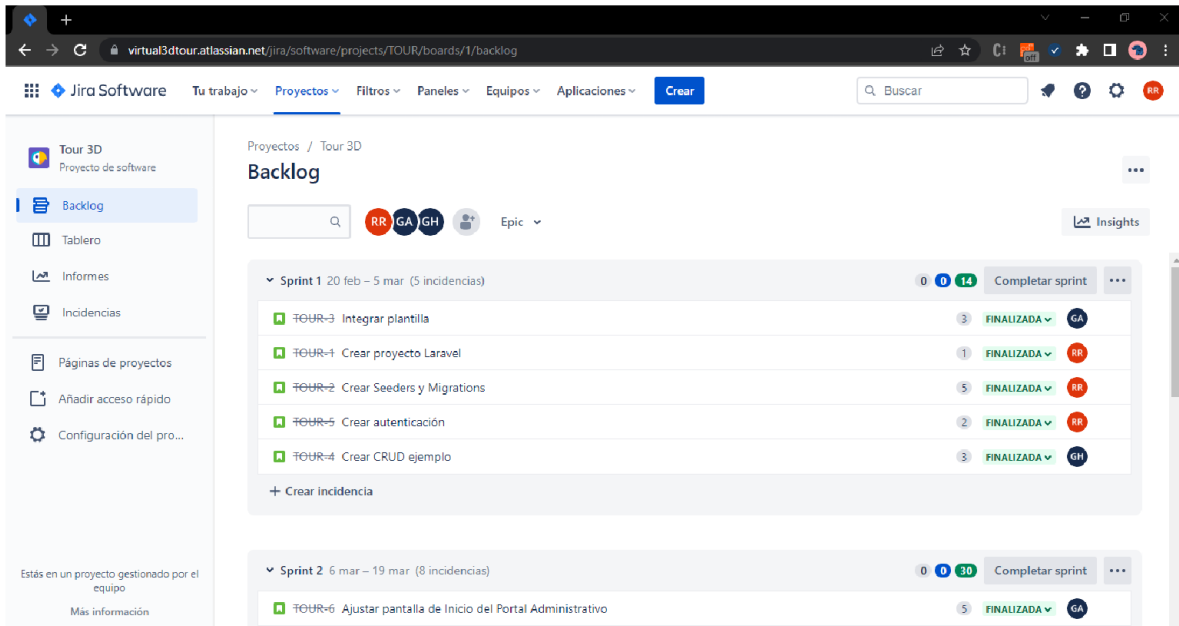 virtual3dtour.atlassian.net/jira/software/projects/TOUR/boards/1/backlog
off
Jira Software Tu trabajo Proyectos Filtros Paneles Equipos Aplicaciones Crear Buscar RR
Tour 3D
Proyecto de software
Backlog
Tablero
Informes
Incidencias
Páginas de proyectos
Añadir acceso rápido
Configuración del pro...
Estás en un proyecto gestionado por el
equipo
Más información
Proyectos / Tour 3D
Backlog
RR GA GH Epic Insights
Sprint 1 20 feb – 5 mar (5 incidencias) 0 0 14 Completar sprint
TOUR-3 Integrar plantilla 3 FINALIZADA GA
TOUR-1 Crear proyecto Laravel 1 FINALIZADA RR
TOUR-2 Crear Seeders y Migrations 5 FINALIZADA RR
TOUR-5 Crear autenticación 2 FINALIZADA RR
TOUR-4 Crear CRUD ejemplo 3 FINALIZADA GH
+ Crear incidencia
Sprint 2 6 mar – 19 mar (8 incidencias) 0 0 30 Completar sprint
TOUR-6 Ajustar pantalla de Inicio del Portal Administrativo 5 FINALIZADA GA